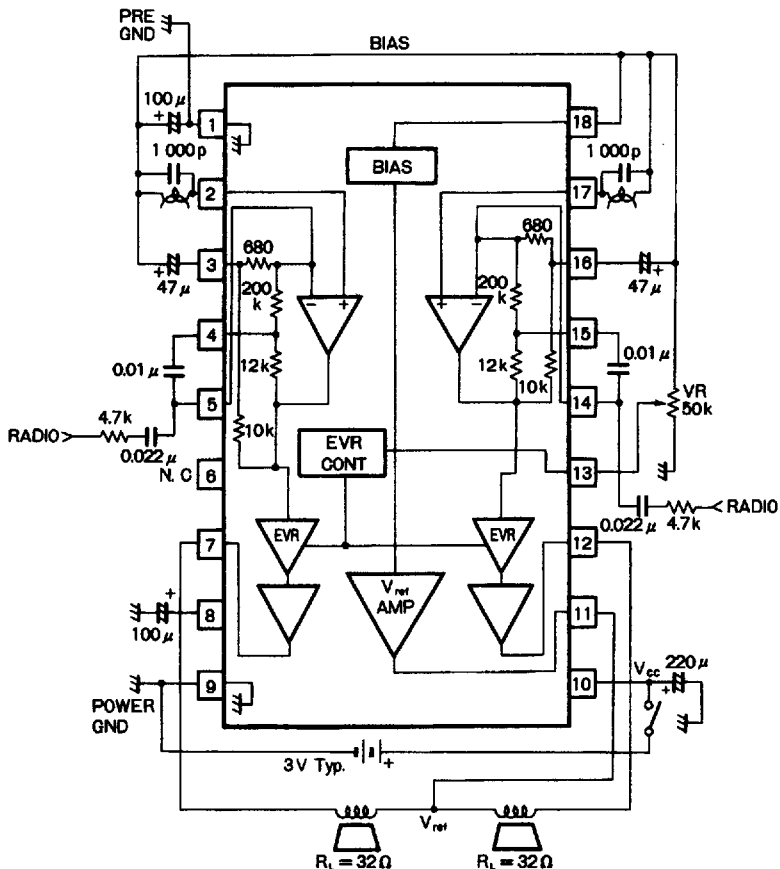 PRE
GND
BIAS
100μ
+
1
18
1 000p
BIAS
1 000p
2
17
680
680
3
16
+
47μ
200
k
− +
+ −
200
k
47μ
+
4
15
0.01μ
12k
12k
0.01μ
10k
VR
50k
5
14
4.7k
10k
RADIO
0.022μ
EVR
CONT
N.C
6
13
0.022μ
4.7k
RADIO
7
EVR
EVR
12
Vref
AMP
+
8
11
100μ
Vcc
220μ
+
9
10
POWER
GND
3V Typ.
+
Vref
RL=32Ω
RL=32Ω